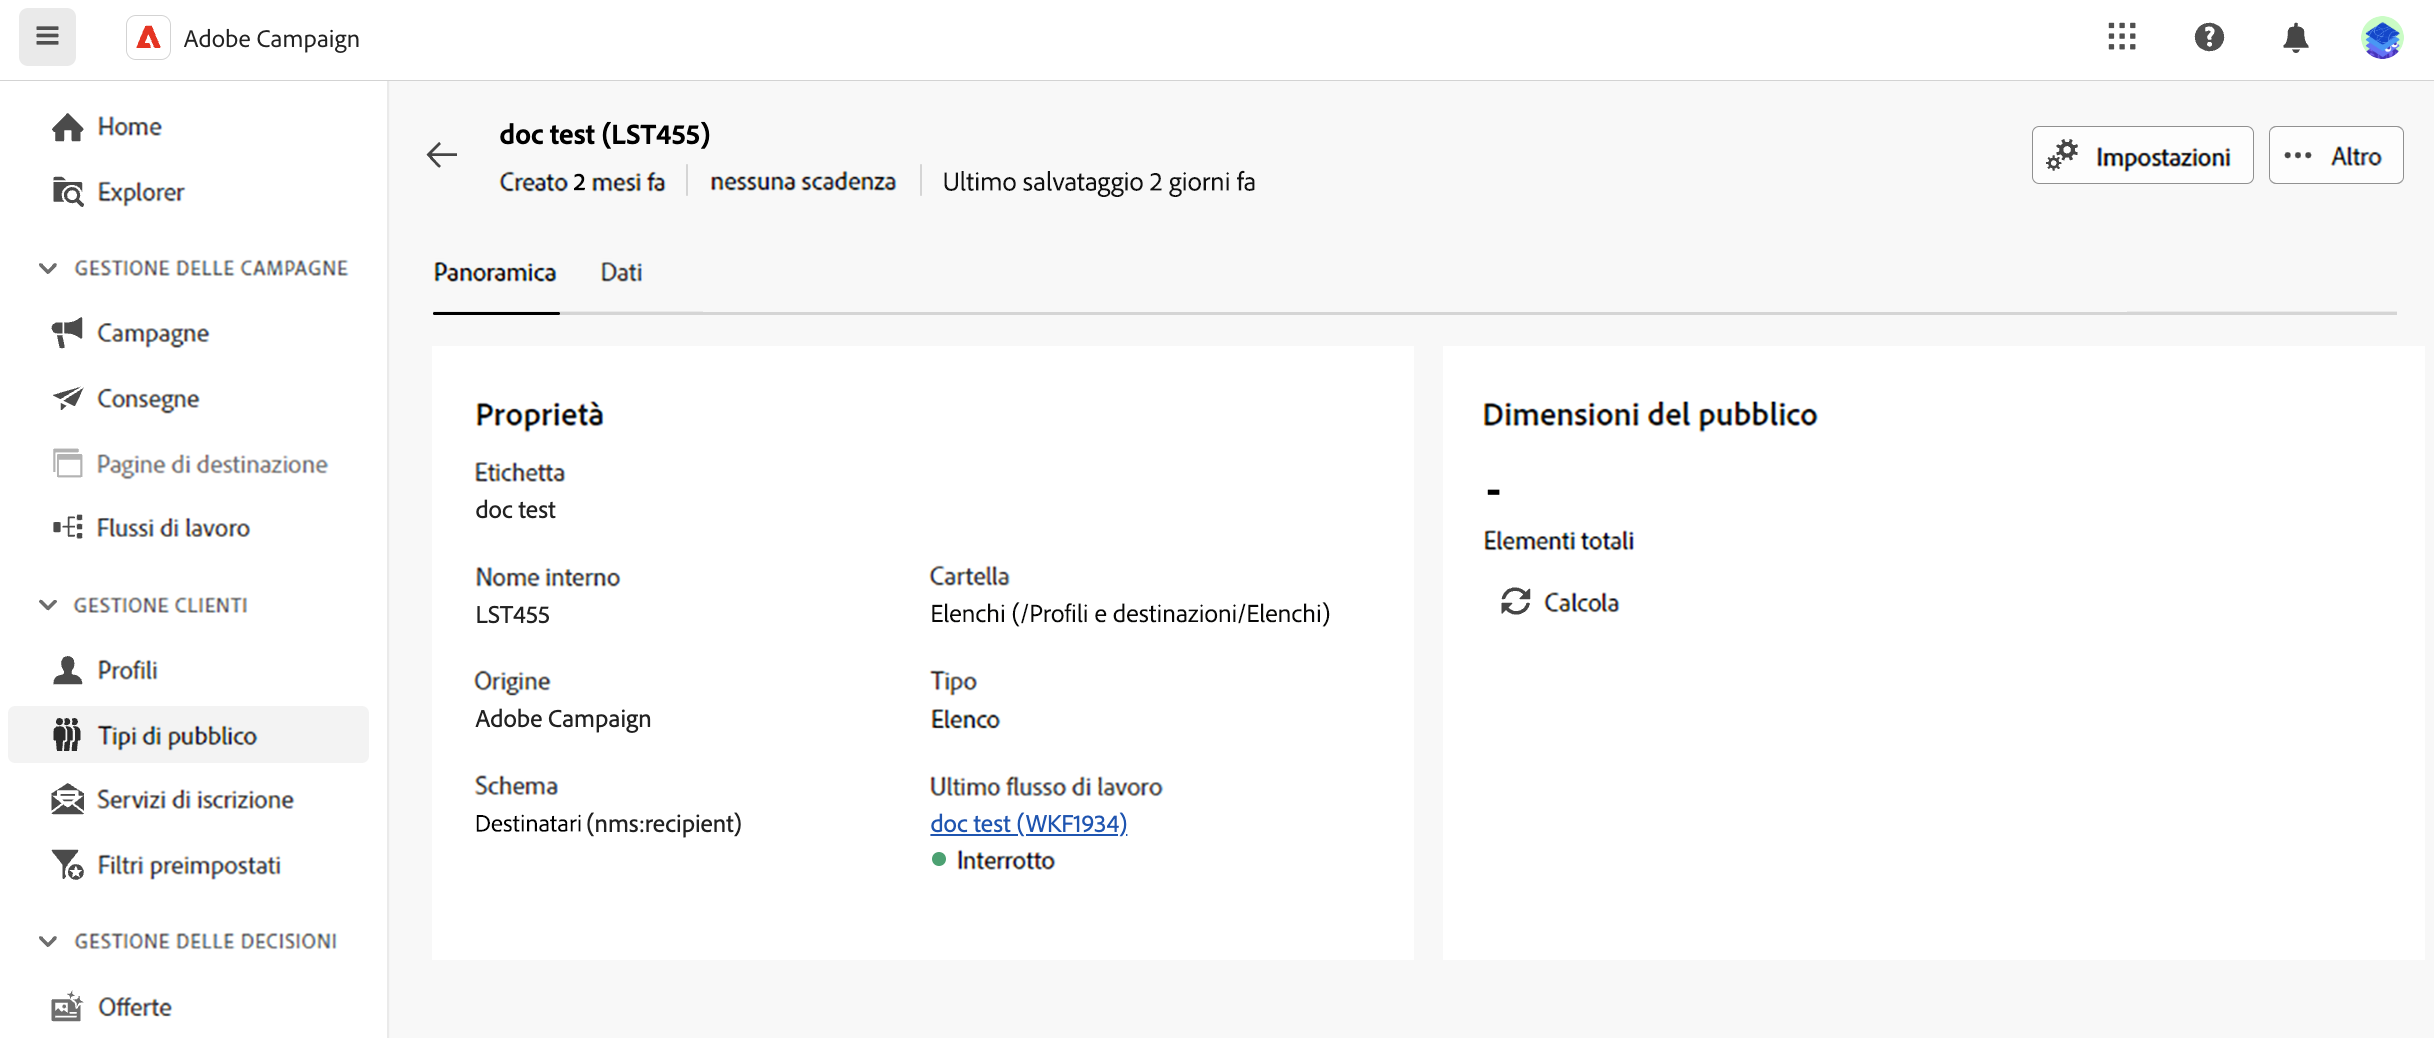 Adobe Campaign
Home
Explorer
GESTIONE DELLE CAMPAGNE
Campagne
Consegne
Pagine di destinazione
Flussi di lavoro
GESTIONE CLIENTI
Profili
Tipi di pubblico
Servizi di iscrizione
Filtri preimpostati
GESTIONE DELLE DECISIONI
Offerte
doc test (LST455)
Creato 2 mesi fa
nessuna scadenza
Ultimo salvataggio 2 giorni fa
Impostazioni
Altro
Panoramica
Dati
Proprietà
Etichetta
doc test
Nome interno
LST455
Cartella
Elenchi (/Profili e destinazioni/Elenchi)
Origine
Adobe Campaign
Tipo
Elenco
Schema
Destinatari (nms:recipient)
Ultimo flusso di lavoro
doc test (WKF1934)
Interrotto
Dimensioni del pubblico
-
Elementi totali
Calcola